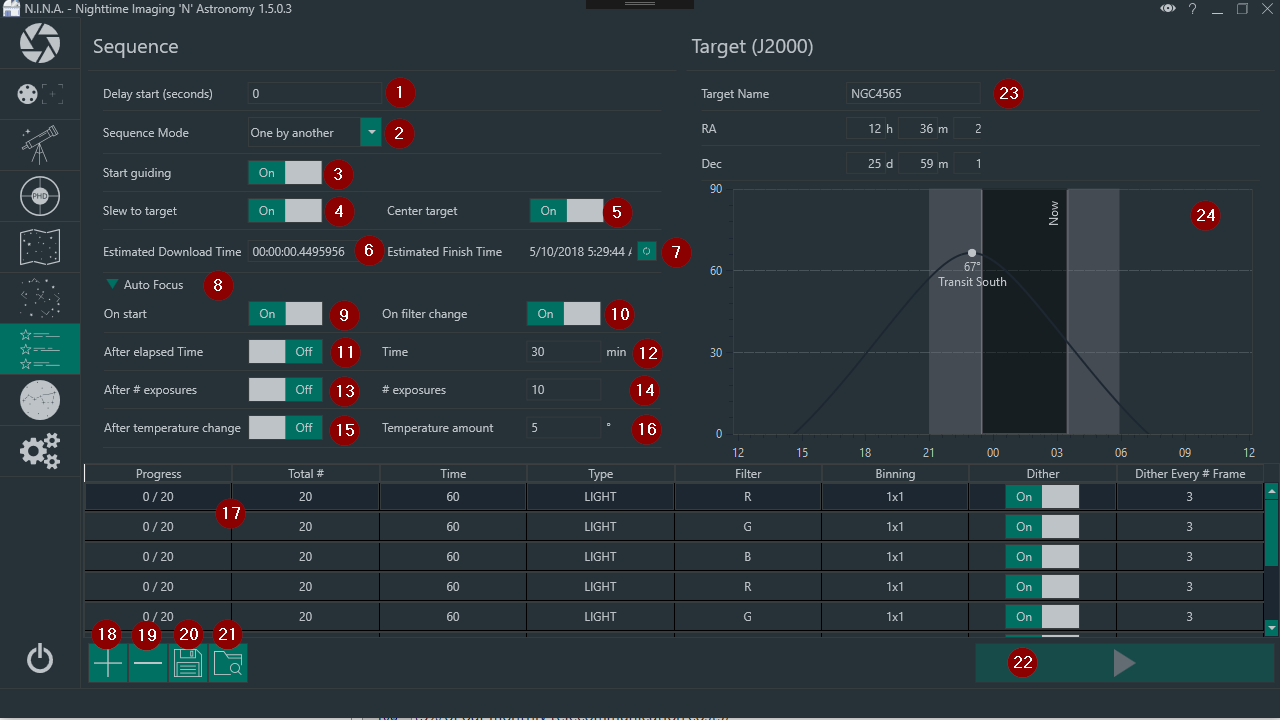 N.I.N.A. - Nighttime Imaging 'N' Astronomy 1.5.0.3
?
Sequence
Delay start (seconds) 0 1
Sequence Mode One by another 2
Start guiding On 3
Slew to target On 4 Center target On 5
Estimated Download Time 00:00:00.4495956 6 Estimated Finish Time 5/10/2018 5:29:44 7
Auto Focus 8
On start On 9 On filter change On 10
After elapsed Time Off 11 Time 30 min 12
After # exposures Off 13 # exposures 10 14
After temperature change Off 15 Temperature amount 5 ° 16
Target (J2000)
Target Name NGC4565 23
RA 12 h 36 m 2
Dec 25 d 59 m 1
90
60
30
0
Now
24
67°
Transit South
12 15 18 21 00 03 06 09 12
Progress Total # Time Type Filter Binning Dither Dither Every # Frame
0 / 20 20 60 LIGHT R 1x1 On 3
17
0 / 20 20 60 LIGHT G 1x1 On 3
0 / 20 20 60 LIGHT B 1x1 On 3
0 / 20 20 60 LIGHT R 1x1 On 3
0 / 20 20 60 LIGHT G 1x1 On 3
18 19 20 21
22
PHD